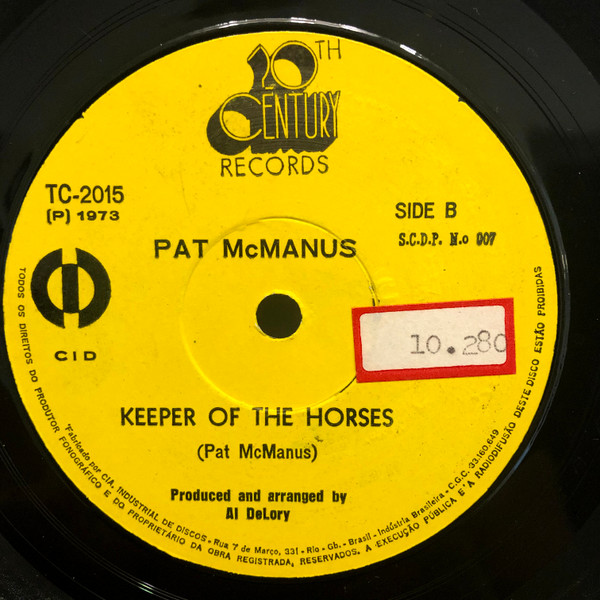 20TH
CENTURY
RECORDS
TC-2015
(P) 1973
SIDE B
S.C.D.P. N.o 007
PAT McMANUS
CID
10.280
KEEPER OF THE HORSES
(Pat McManus)
Produced and arranged by
Al DeLory
"Fabricado por CIA. INDUSTRIAL DE DISCOS - Rua 7 de Março, 331 - Rio - Gb. - Brasil - Indústria Brasileira - C.G.C. 33.160.649
TODOS OS DIREITOS DO PRODUTOR FONOGRÁFICO E DO PROPRIETÁRIO DA OBRA REGISTRADA, RESERVADOS. A EXECUÇÃO PÚBLICA E A RADIODIFUSÃO DESTE DISCO ESTÃO PROIBIDAS